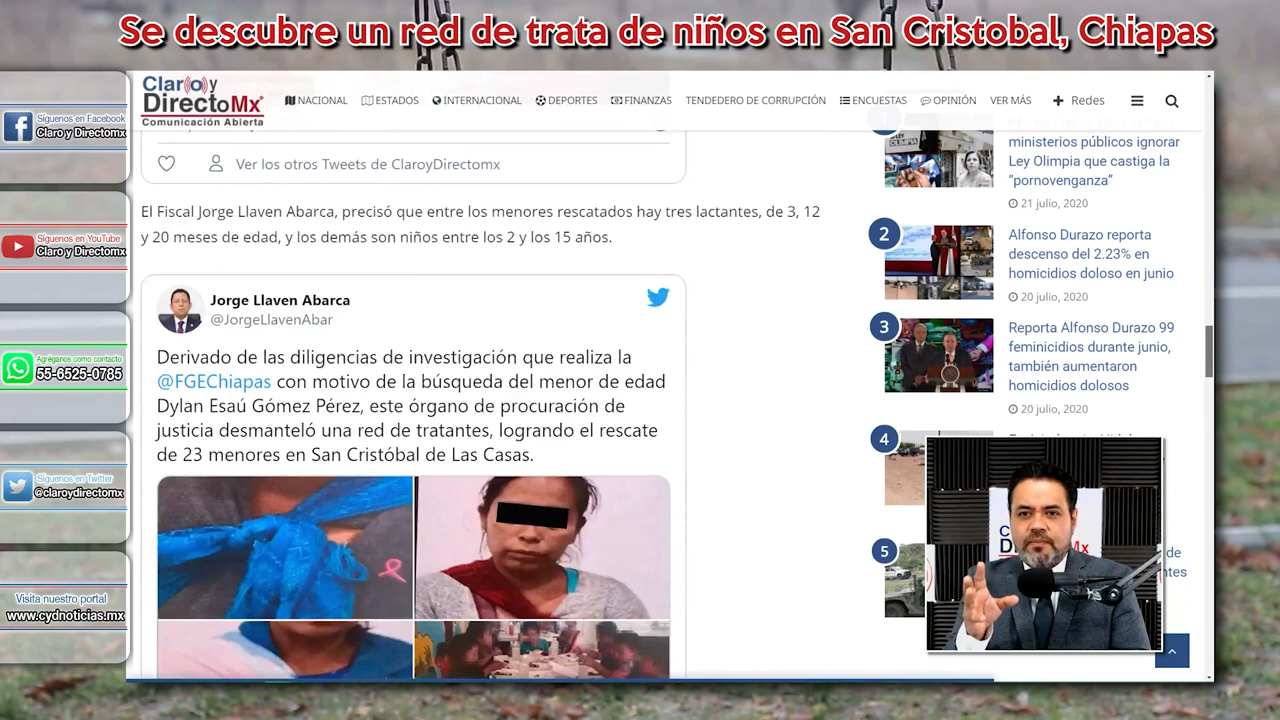 Se descubre un red de trata de niños en San Cristobal, Chiapas
Síguenos en Facebook
Claro y Directomx
Síguenos en YouTube
Claro y Directomx
Agréganos como contacto
55-6525-0785
Síguenos en Twitter
@claroydirectomx
Visita nuestro portal
www.cydnoticias.mx
Claro y
DirectoMx
Comunicación Abierta
NACIONAL ESTADOS INTERNACIONAL DEPORTES FINANZAS TENDEDERO DE CORRUPCIÓN ENCUESTAS OPINIÓN VER MÁS Redes
Ver los otros Tweets de ClaroyDirectomx
El Fiscal Jorge Llaven Abarca, precisó que entre los menores rescatados hay tres lactantes, de 3, 12
y 20 meses de edad, y los demás son niños entre los 2 y los 15 años.
Jorge Llaven Abarca
@JorgeLlavenAbar
Derivado de las diligencias de investigación que realiza la
@FGEChiapas con motivo de la búsqueda del menor de edad
Dylan Esaú Gómez Pérez, este órgano de procuración de
justicia desmanteló una red de tratantes, logrando el rescate
de 23 menores en San Cristóbal de Las Casas.
ministerios públicos ignorar
Ley Olimpia que castiga la
“pornovenganza”
21 julio, 2020
2
Alfonso Durazo reporta
descenso del 2.23% en
homicidios doloso en junio
20 julio, 2020
3
Reporta Alfonso Durazo 99
feminicidios durante junio,
también aumentaron
homicidios dolosos
20 julio, 2020
4
5
de